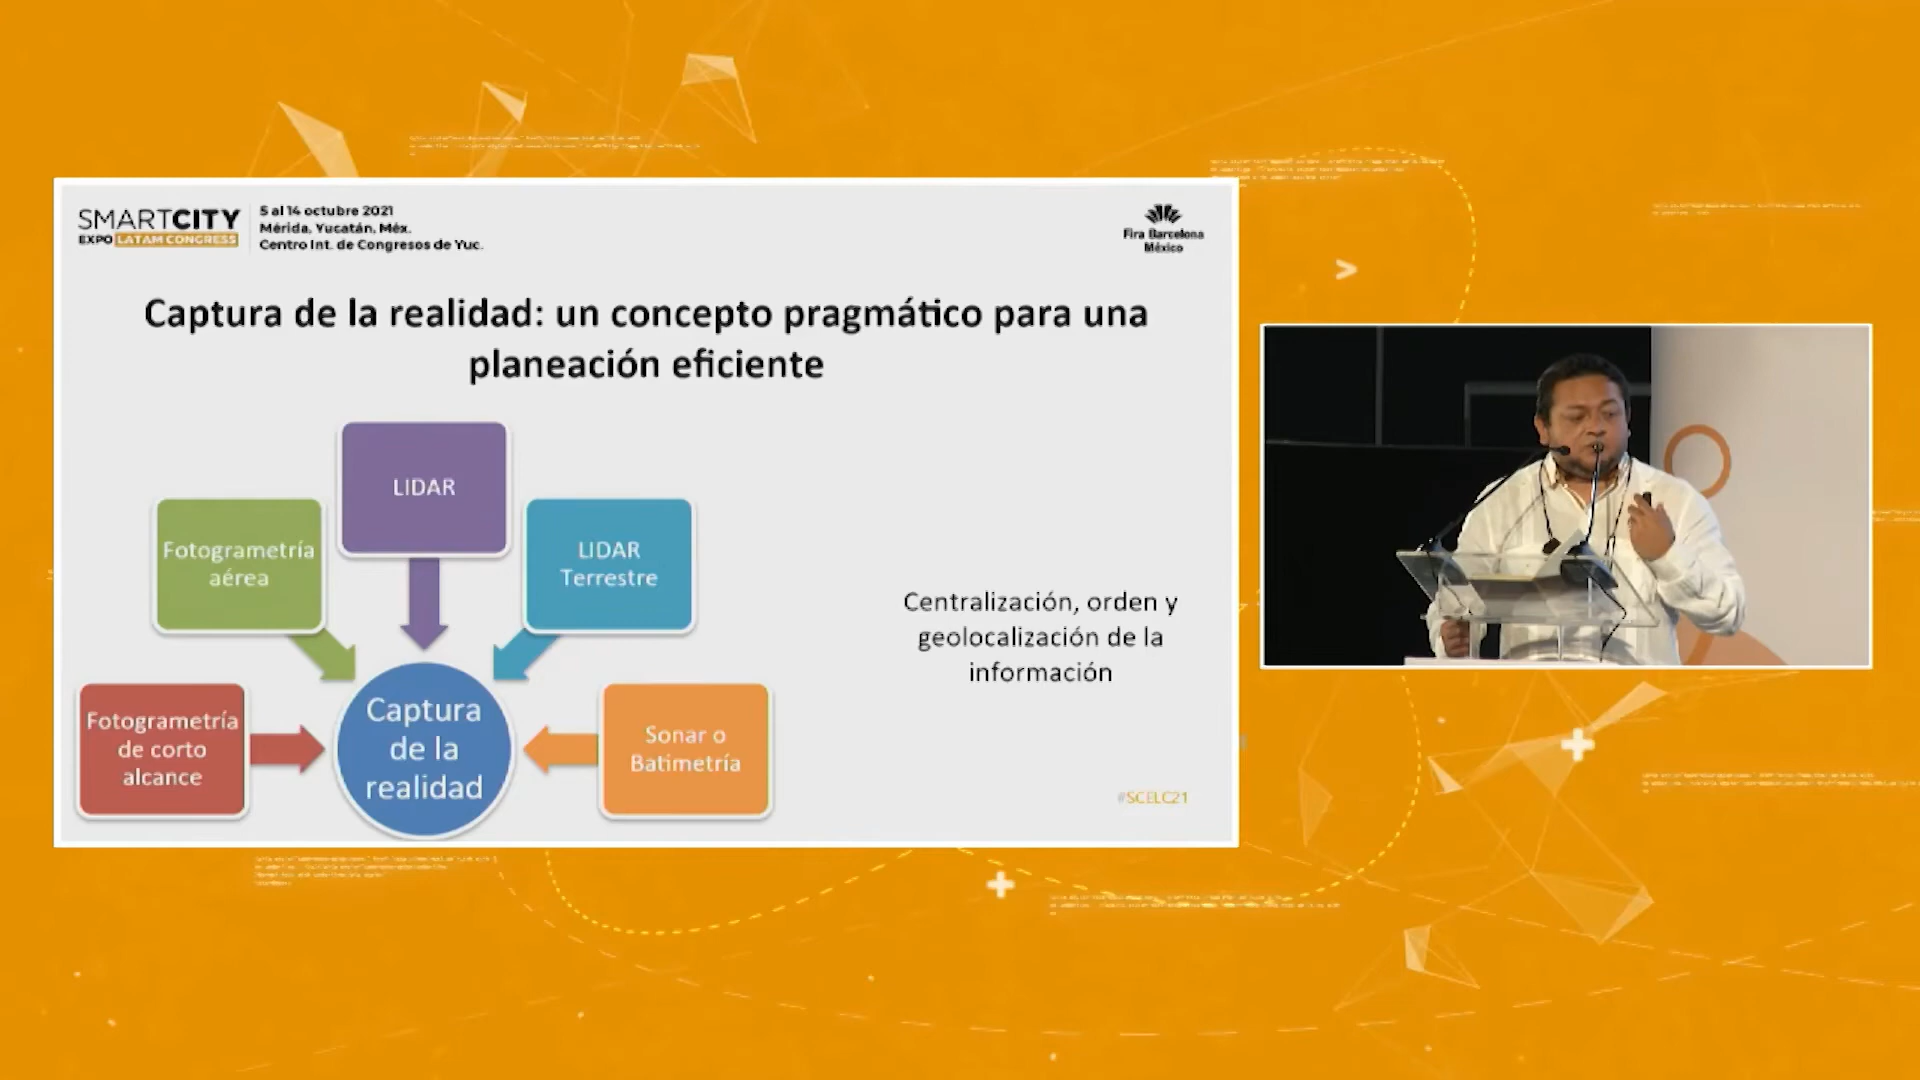 SMARTCITY
EXPO LATAM CONGRESS
5 al 14 octubre 2021
Mérida, Yucatán, Méx.
Centro Int. de Congresos de Yuc.
Fira Barcelona
México
Captura de la realidad: un concepto pragmático para una
planeación eficiente
LIDAR
Fotogrametría
aérea
LIDAR
Terrestre
Fotogrametría
de corto
alcance
Captura
de la
realidad
Sonar o
Batimetría
Centralización, orden y
geolocalización de la
información
#SCELC21